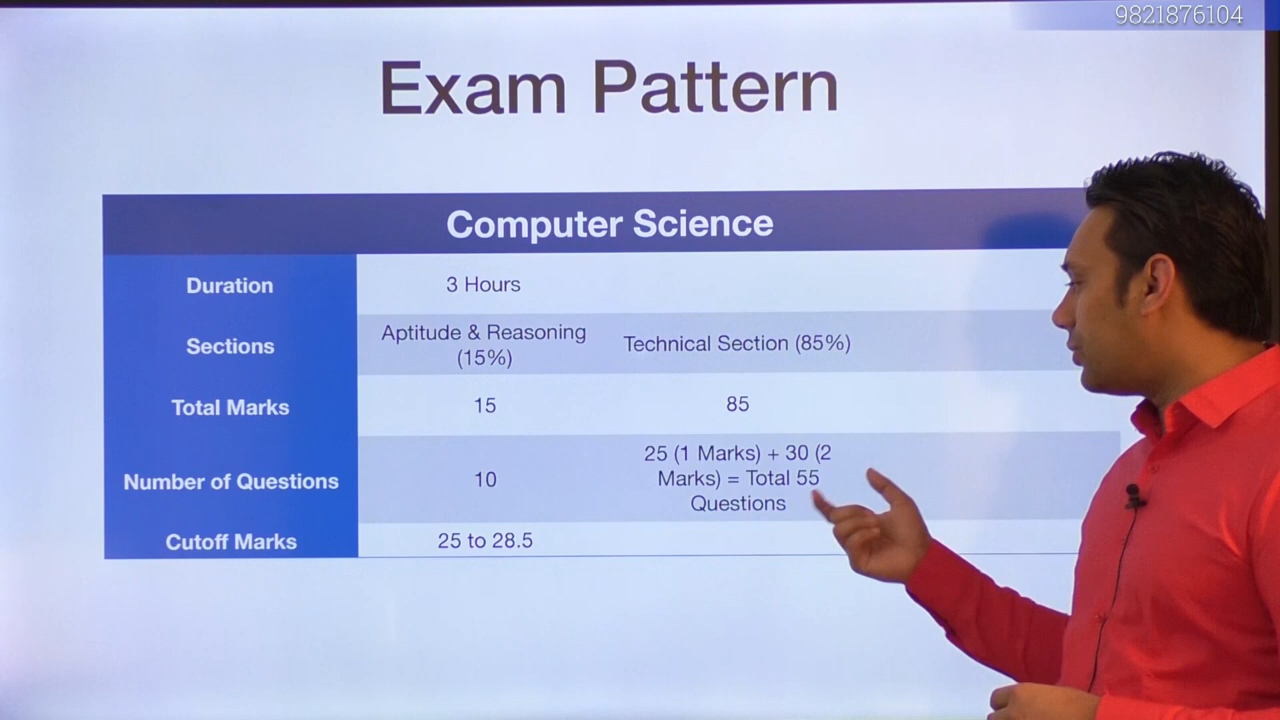 9821876104
Exam Pattern
Computer Science
Duration
3 Hours
Sections
Aptitude & Reasoning
(15%)
Technical Section (85%)
Total Marks
15
85
Number of Questions
10
25 (1 Marks) + 30 (2
Marks) = Total 55
Questions
Cutoff Marks
25 to 28.5